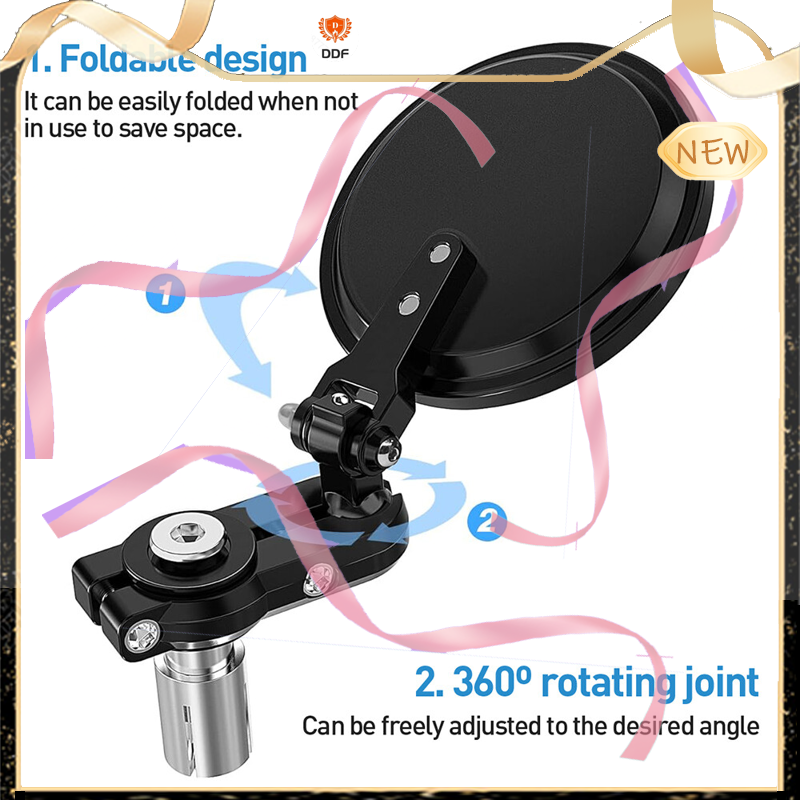 DDF
1. Foldable design
It can be easily folded when not
in use to save space.
NEW
1
2
2. 360º rotating joint
Can be freely adjusted to the desired angle